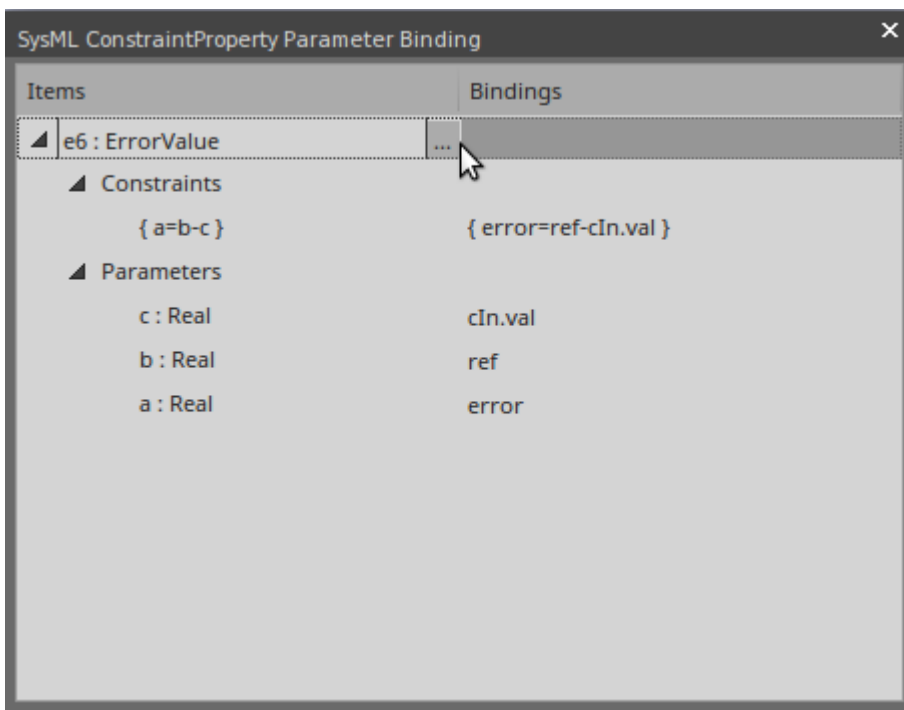 SysML ConstraintProperty Parameter Binding
Items Bindings
e6 : ErrorValue ...
Constraints
{ a=b-c } { error=ref-cIn.val }
Parameters
c : Real cIn.val
b : Real ref
a : Real error